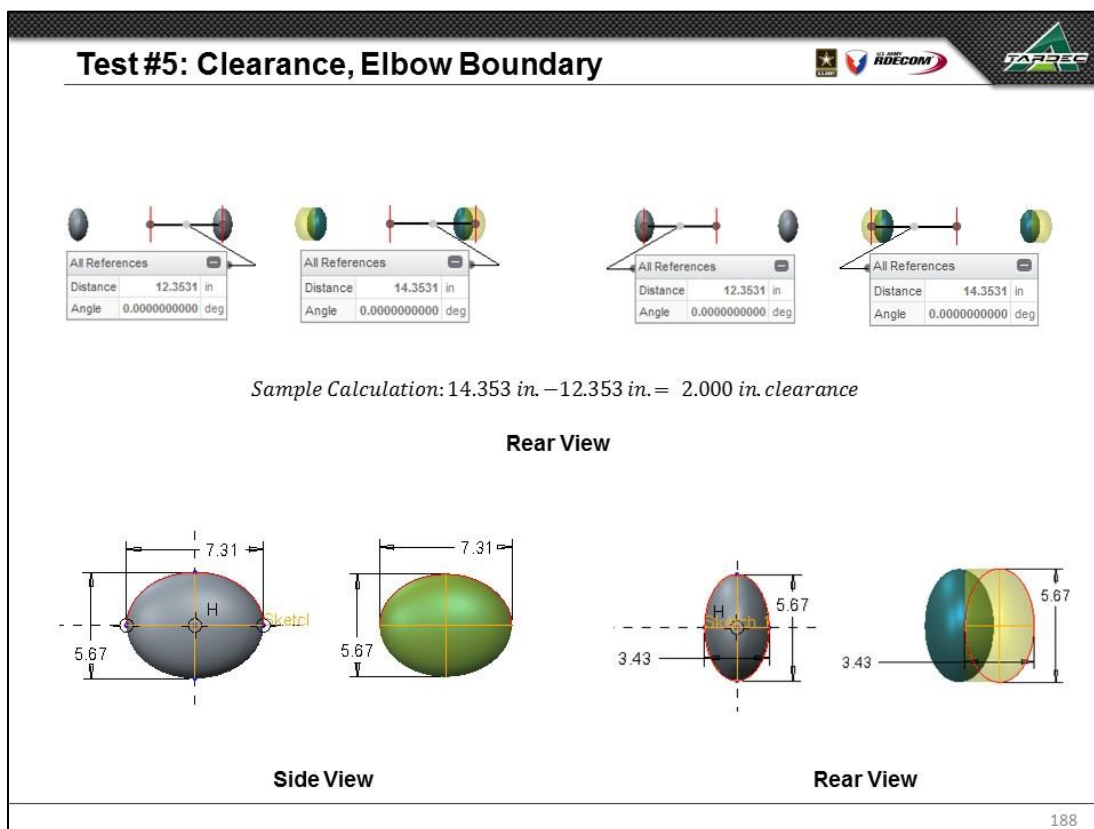 Test #5: Clearance, Elbow Boundary
U.S. ARMY
U.S. ARMY
RDECOM
TARDEC
All References
Distance 12.3531 in
Angle 0.0000000000 deg
All References
Distance 14.3531 in
Angle 0.0000000000 deg
All References
Distance 12.3531 in
Angle 0.0000000000 deg
All References
Distance 14.3531 in
Angle 0.0000000000 deg
Sample Calculation: 14.353 in. −12.353 in. = 2.000 in. clearance
Rear View
7.31
H
Sketcl
5.67
7.31
5.67
H
Sketch_1
5.67
3.43
5.67
3.43
Side View
Rear View
188